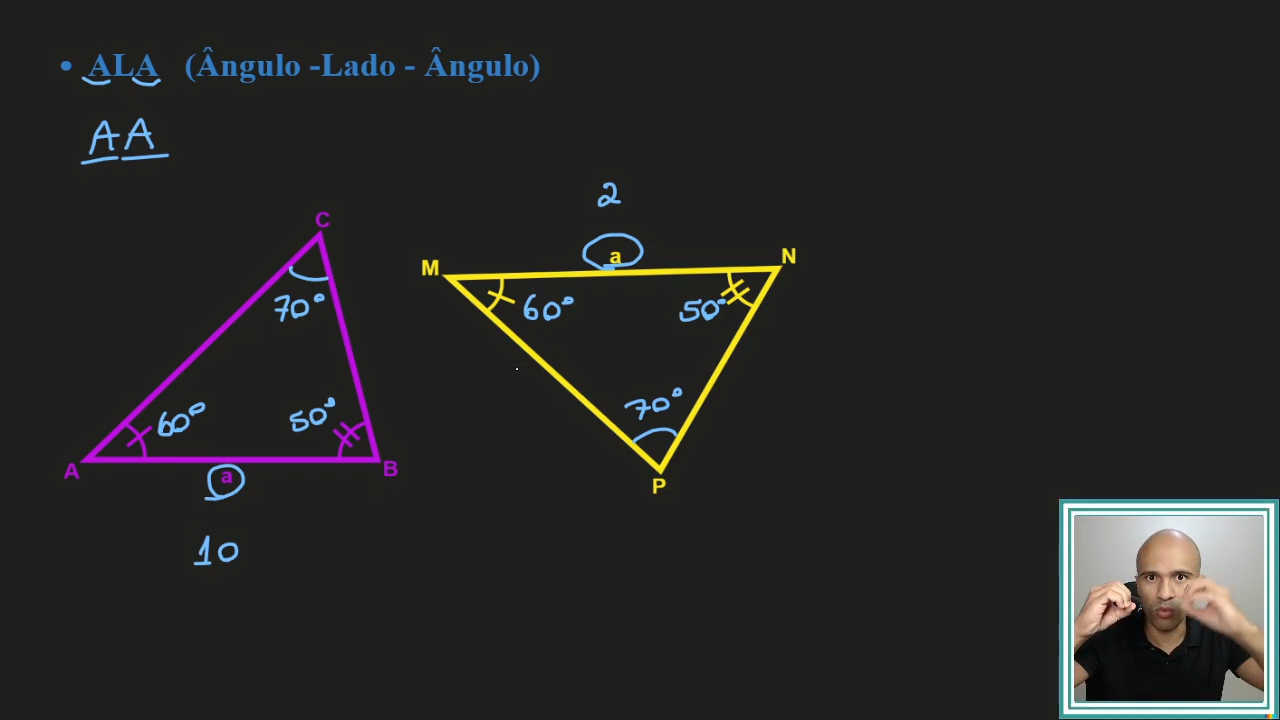 • ALA (Ângulo -Lado - Ângulo)
AA
2
C
a
N
M
70°
60°
50°
70°
60°
50°
A
a
B
P
10